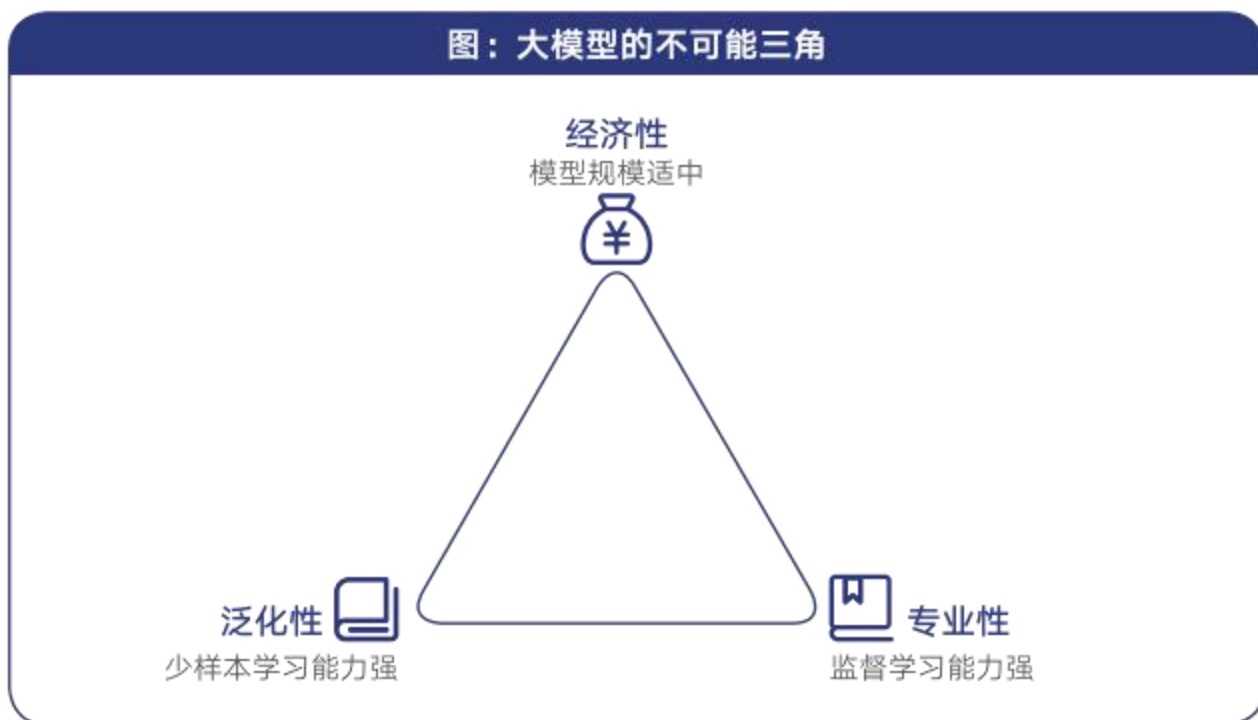 图：大模型的不可能三角
经济性
模型规模适中
¥
泛化性
专业性
少样本学习能力强
监督学习能力强